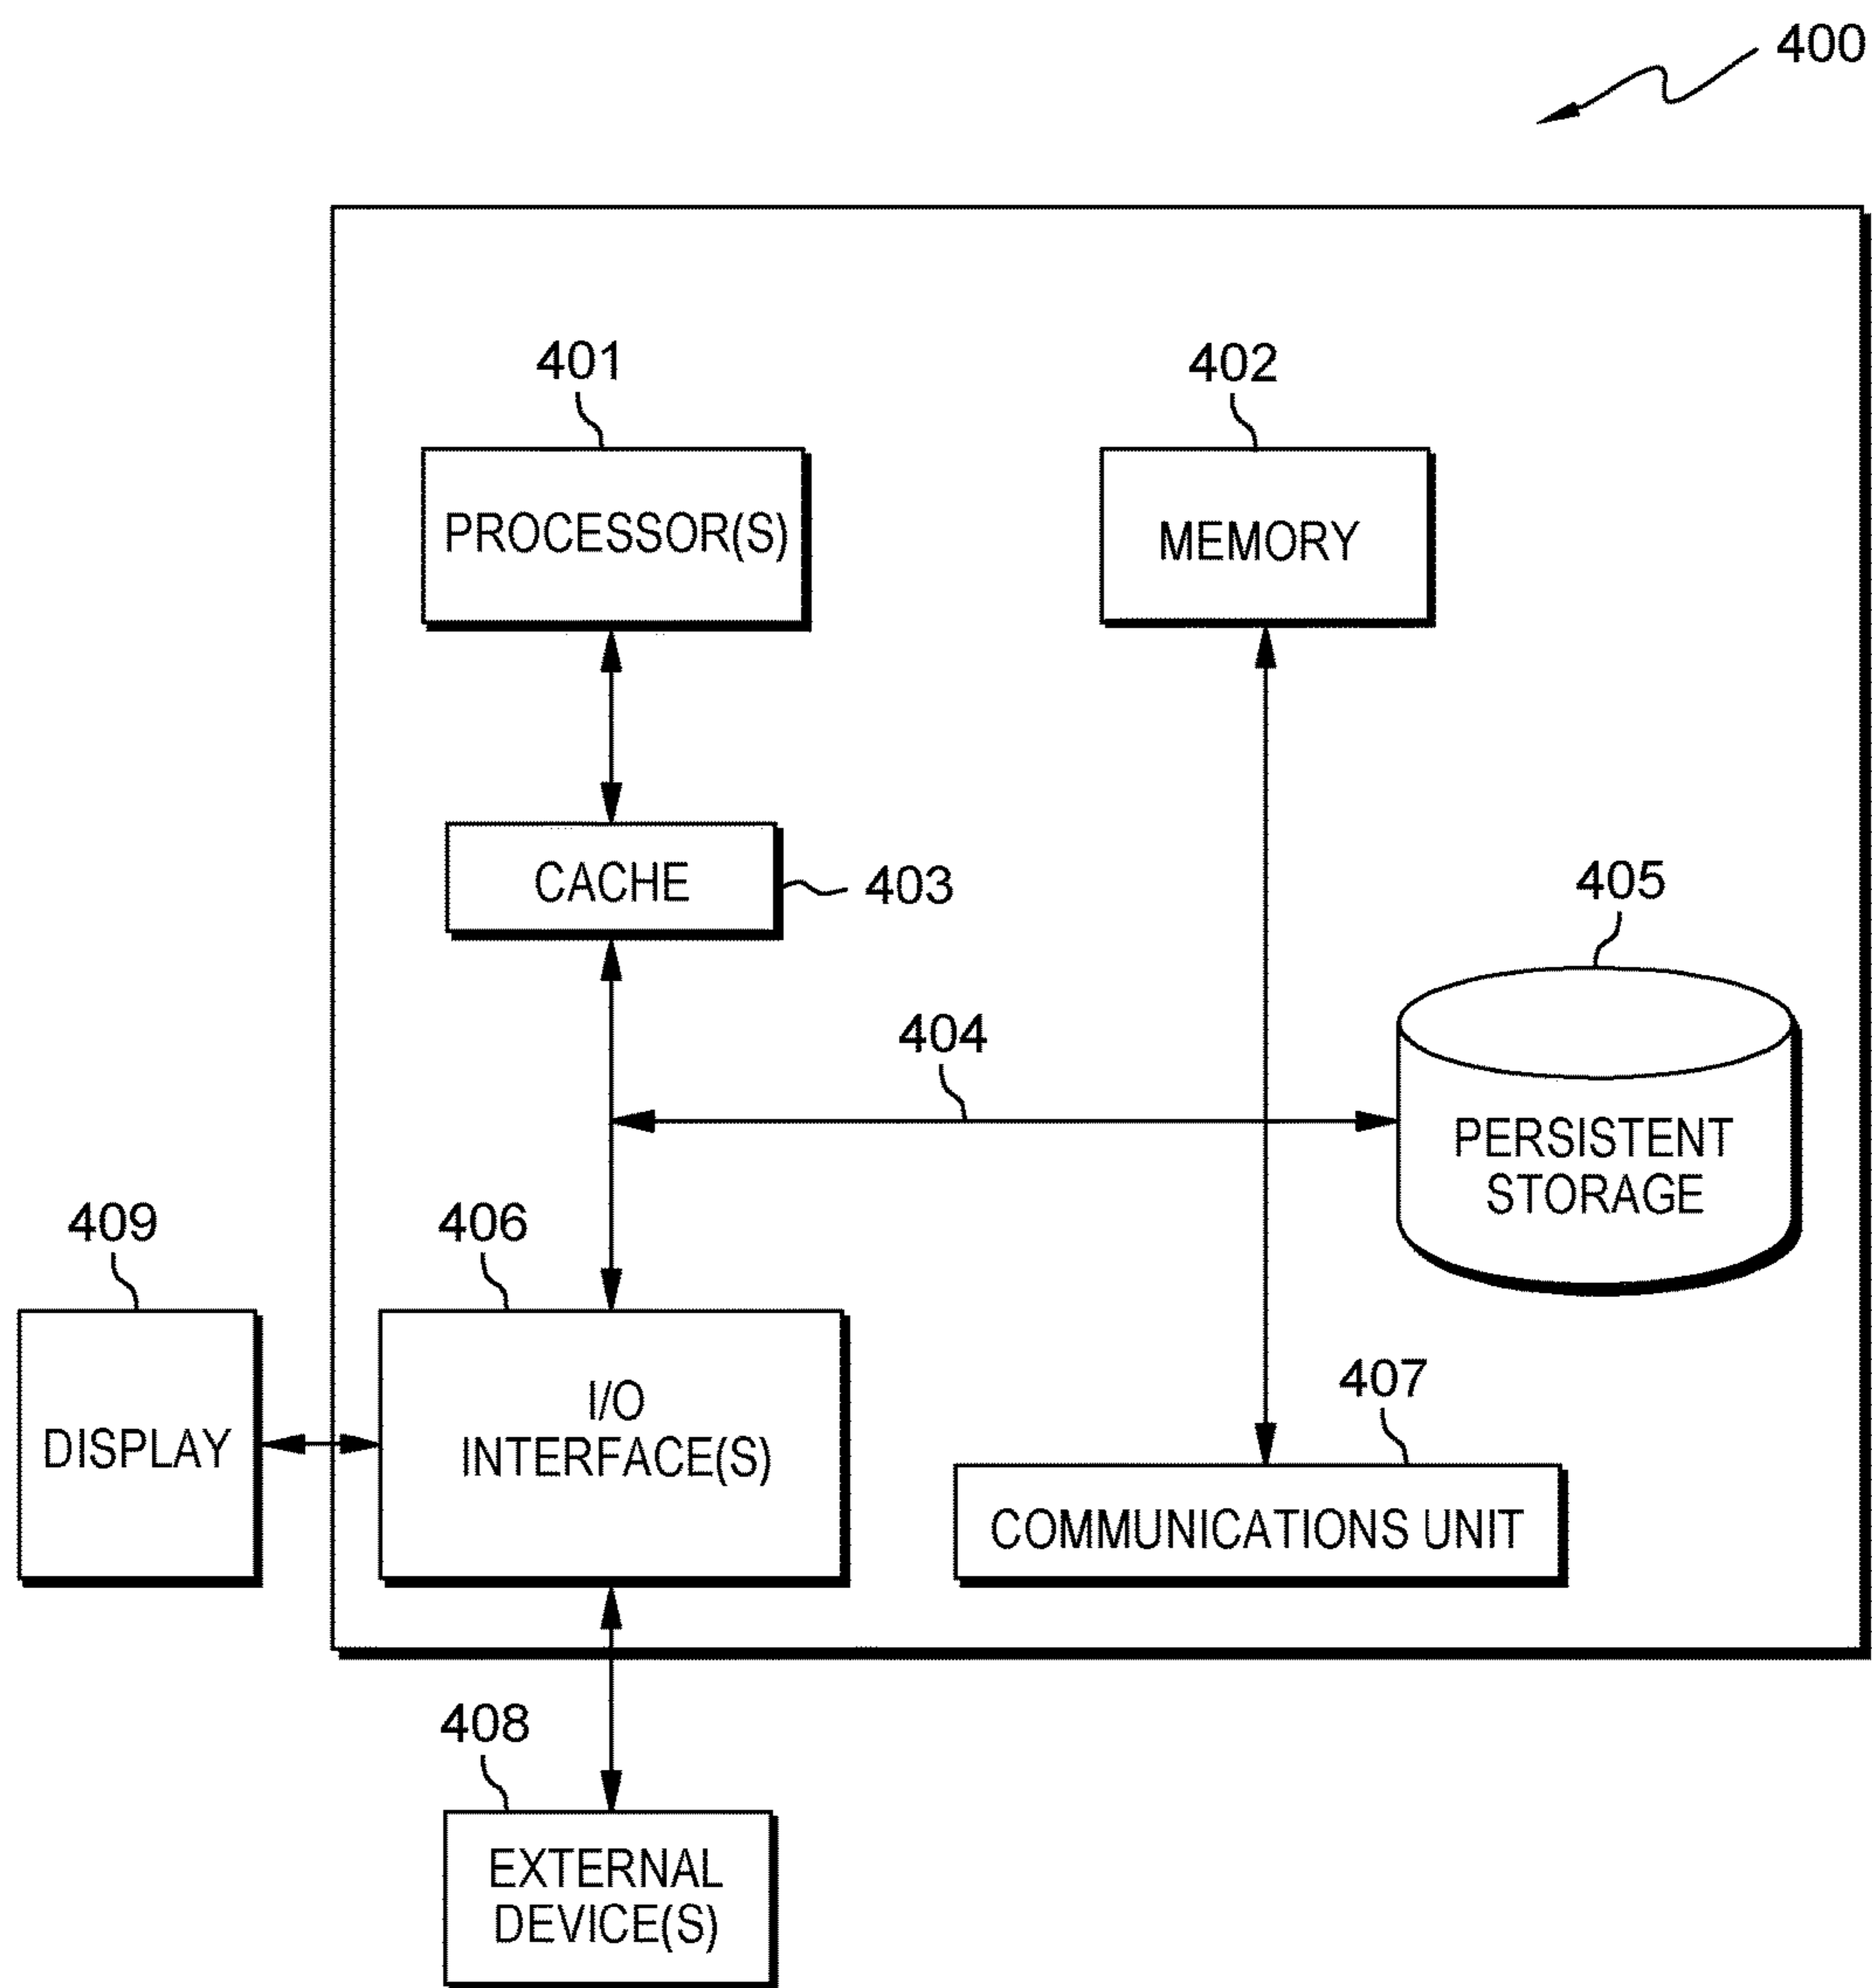 400
401
402
PROCESSOR(S)
MEMORY
CACHE
403
405
404
PERSISTENT
STORAGE
409
406
407
DISPLAY
I/O
INTERFACE(S)
COMMUNICATIONS UNIT
408
EXTERNAL
DEVICE(S)